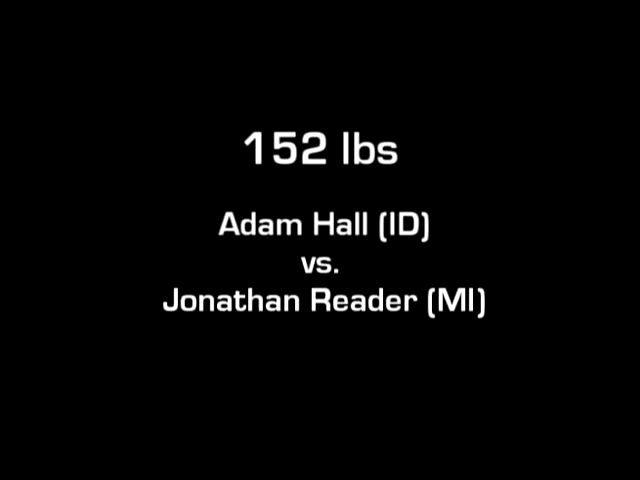 152 lbs
Adam Hall (ID)
vs.
Jonathan Reader (MI)